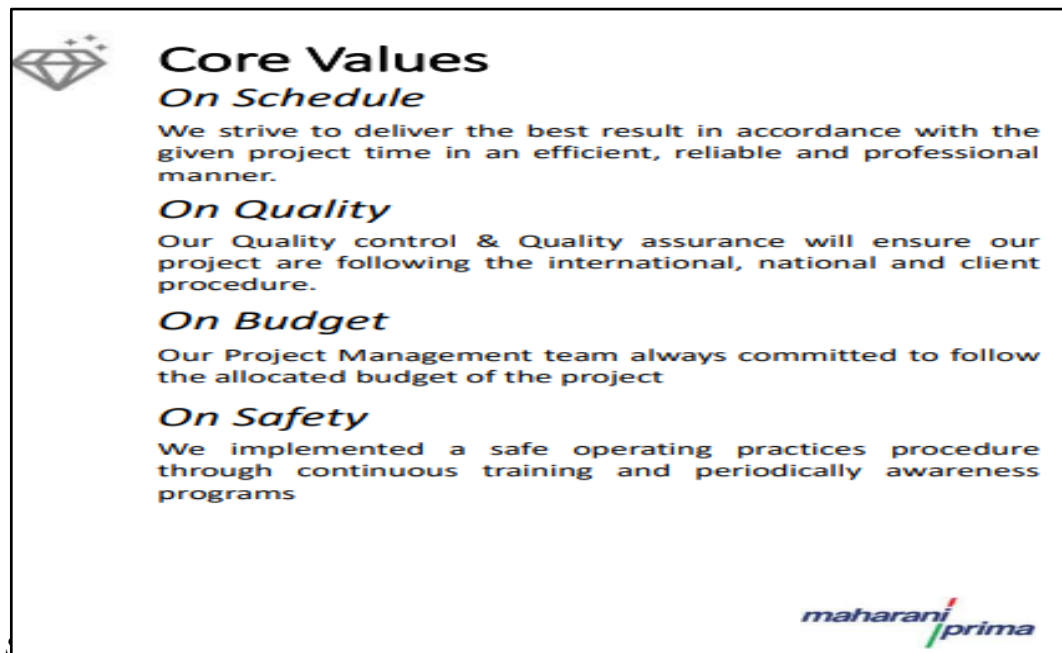 Core Values
On Schedule
We strive to deliver the best result in accordance with the
given project time in an efficient, reliable and professional
manner.
On Quality
Our Quality control & Quality assurance will ensure our
project are following the international, national and client
procedure.
On Budget
Our Project Management team always committed to follow
the allocated budget of the project
On Safety
We implemented a safe operating practices procedure
through continuous training and periodically awareness
programs
maharani
prima